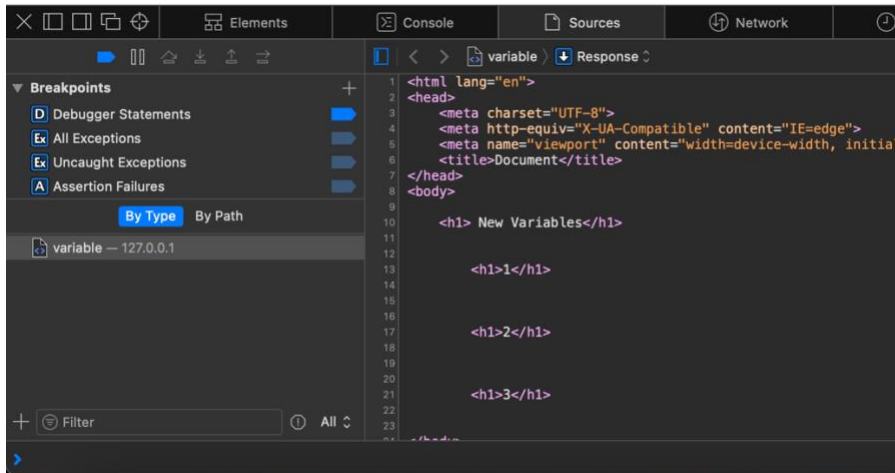 Elements
Console
Sources
Network
variable
Response
Breakpoints
D Debugger Statements
Ex All Exceptions
Ex Uncaught Exceptions
A Assertion Failures
By Type By Path
variable — 127.0.0.1
Filter
All
1 <html lang="en">
2 <head>
3 <meta charset="UTF-8">
4 <meta http-equiv="X-UA-Compatible" content="IE=edge">
5 <meta name="viewport" content="width=device-width, initia
6 <title>Document</title>
7 </head>
8 <body>
9
10 <h1> New Variables</h1>
11
12
13 <h1>1</h1>
14
15
16
17 <h1>2</h1>
18
19
20
21 <h1>3</h1>
22
23